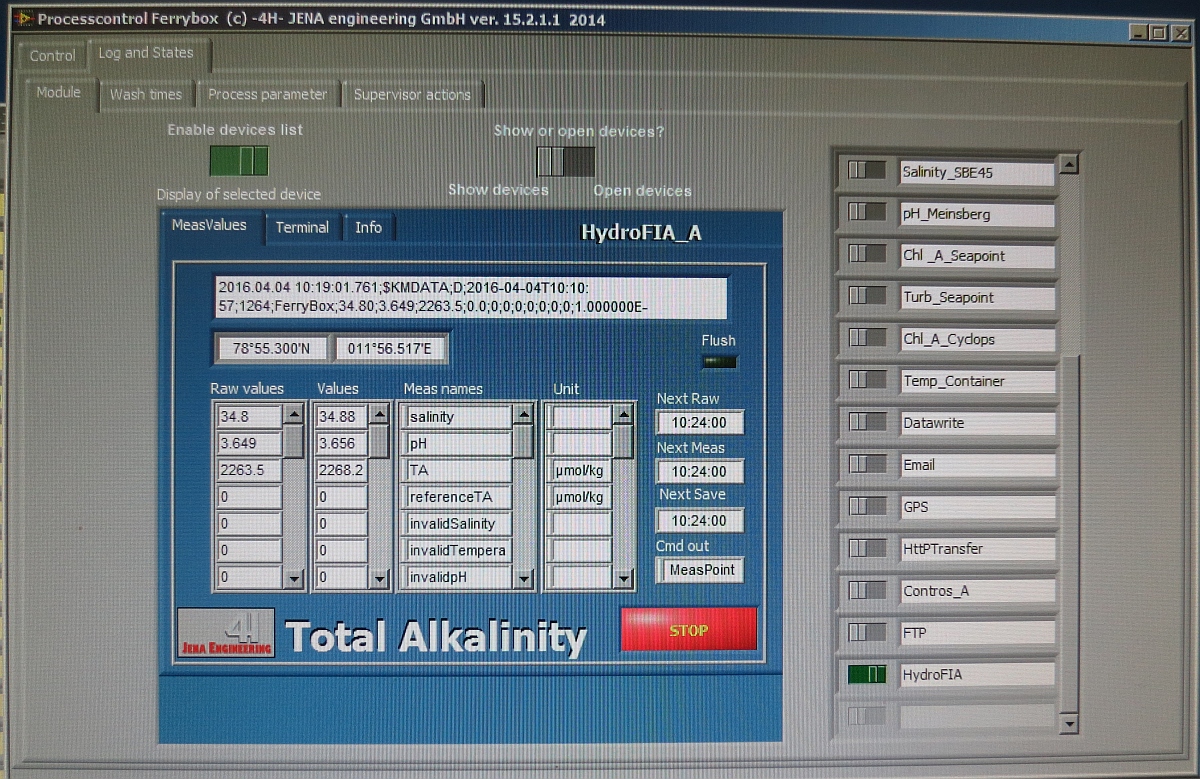 Processcontrol Ferrybox (c) -4H- JENA engineering GmbH ver. 15.2.1.1 2014
Control
Log and States
Module
Wash times
Process parameter
Supervisor actions
Enable devices list
Show or open devices?
Display of selected device
Show devices
Open devices
MeasValues
Terminal
Info
HydroFIA_A
2016.04.04 10:19:01.761;$KMDATA;D;2016-04-04T10:10:
57;1264;FerryBox;34.80;3.649;2263.5;0.0;0;0;0;0;0;0;0;1.000000E-
78°55.300'N
011°56.517'E
Flush
Raw values Values Meas names Unit
34.8 34.88 salinity
3.649 3.656 pH
2263.5 2268.2 TA µmol/kg
0 0 referenceTA µmol/kg
0 0 invalidSalinity
0 0 invalidTempera
0 0 invalidpH
Next Raw
10:24:00
Next Meas
10:24:00
Next Save
10:24:00
Cmd out
MeasPoint
4H
JENA ENGINEERING
Total Alkalinity
STOP
Salinity_SBE45
pH_Meinsberg
Chl _A_Seapoint
Turb_Seapoint
Chl_A_Cyclops
Temp_Container
Datawrite
Email
GPS
HttPTransfer
Contros_A
FTP
HydroFIA